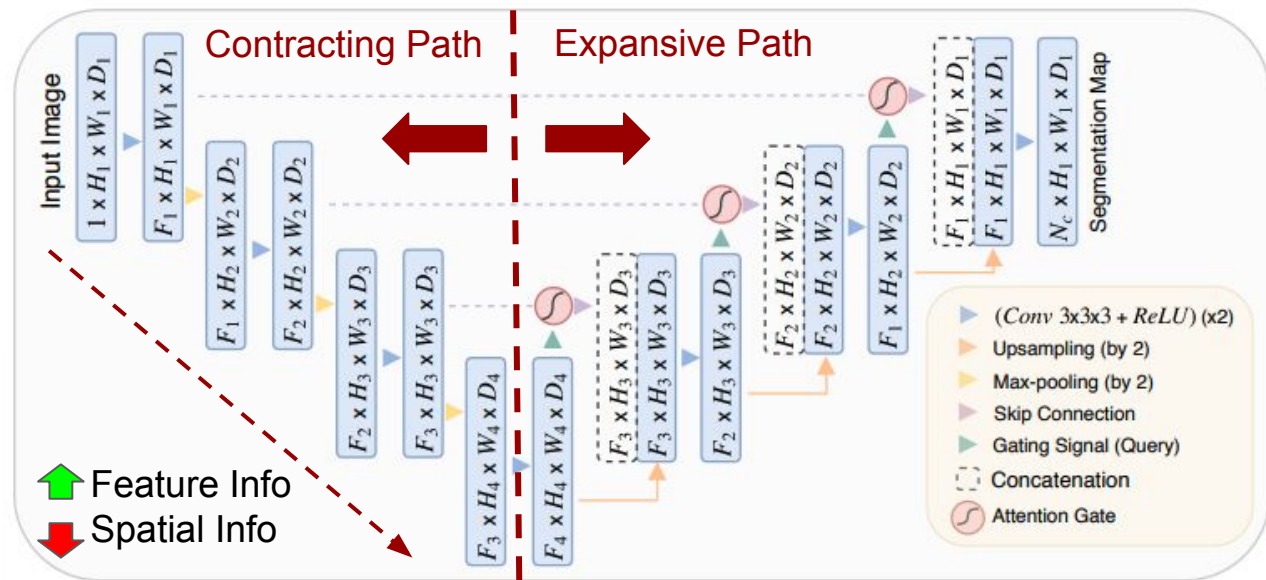 Contracting Path
Expansive Path
Input Image
1 x H₁ x W₁ x D₁
F₁ x H₁ x W₁ x D₁
F₁ x H₂ x W₂ x D₂
F₂ x H₂ x W₂ x D₂
F₂ x H₃ x W₃ x D₃
F₃ x H₃ x W₃ x D₃
F₃ x H₄ x W₄ x D₄
F₄ x H₄ x W₄ x D₄
F₃ x H₃ x W₃ x D₃
F₃ x H₃ x W₃ x D₃
F₂ x H₃ x W₃ x D₃
F₂ x H₂ x W₂ x D₂
F₂ x H₂ x W₂ x D₂
F₁ x H₂ x W₂ x D₂
F₁ x H₁ x W₁ x D₁
F₁ x H₁ x W₁ x D₁
N_c x H₁ x W₁ x D₁
Segmentation Map
Feature Info
Spatial Info
(Conv 3x3x3 + ReLU) (x2)
Upsampling (by 2)
Max-pooling (by 2)
Skip Connection
Gating Signal (Query)
Concatenation
Attention Gate